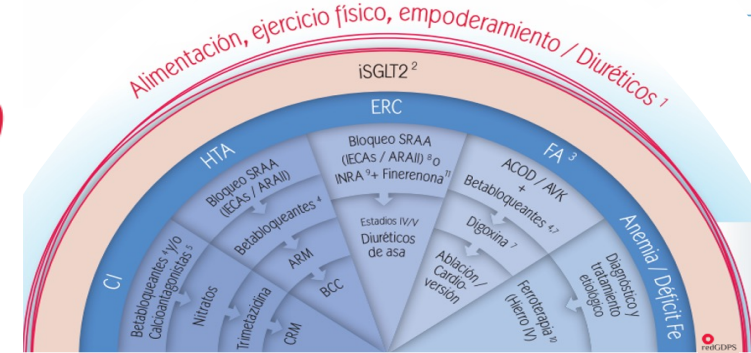 Alimentación, ejercicio físico, empoderamiento / Diuréticos 1
iSGLT2 2
CI
Betabloqueantes 4 y/o
Calcioantagonistas 5
Nitratos
Trimetazidina
CRM
HTA
Bloqueo SRAA
(IECAs / ARAII)
Betabloqueantes 4
ARM
BCC
ERC
Bloqueo SRAA
(IECAs / ARAII) 8 o
INRA 9 + Finerenona 11
Estadios IV/V
Diuréticos
de asa
FA 3
ACOD / AVK
+
Betabloqueantes 4,7
Digoxina 7
Ablación /
Cardio-
versión
Anemia / Déficit Fe
Diagnóstico y
tratamiento
etiológico
Ferroterapia 10
(Hierro IV)
redGDPS